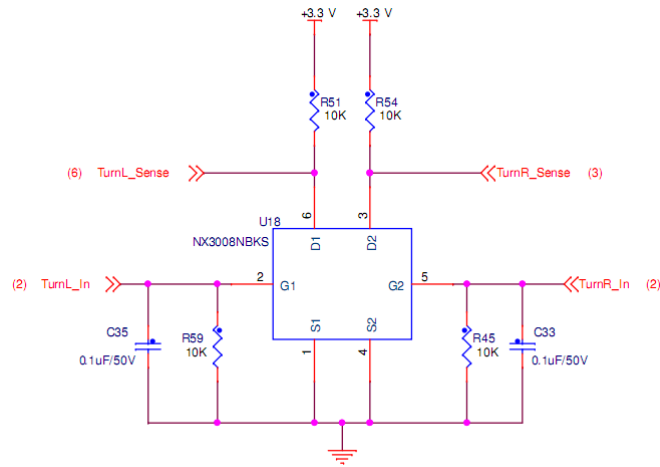 +3.3 V +3.3 V
R51 R54
10K 10K
(6) TurnL_Sense TurnR_Sense (3)
6 3
U18
NX3008NBKS
D1 D2
(2) TurnL_In 2 G1 G2 5 TurnR_In (2)
S1 S2
C35 R59 R45 C33
10K 10K
0.1uF/50V 0.1uF/50V
1 4